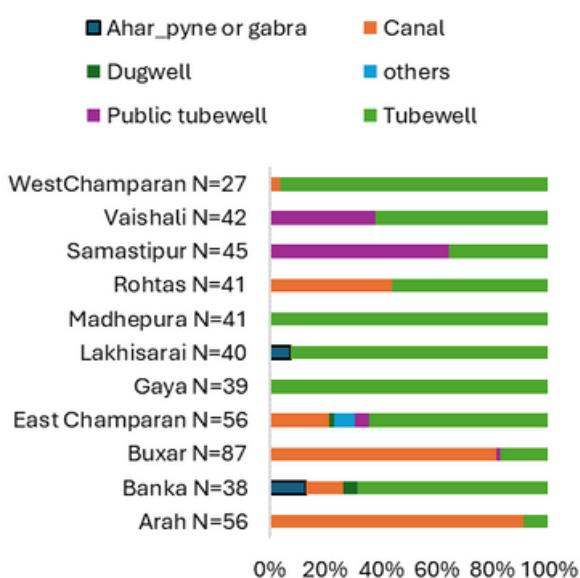 Ahar_pyne or gabra Canal
Dugwell others
Public tubewell Tubewell
WestChamparan N=27
Vaishali N=42
Samastipur N=45
Rohtas N=41
Madhepura N=41
Lakhisarai N=40
Gaya N=39
East Champaran N=56
Buxar N=87
Banka N=38
Arah N=56
0% 20% 40% 60% 80% 100%